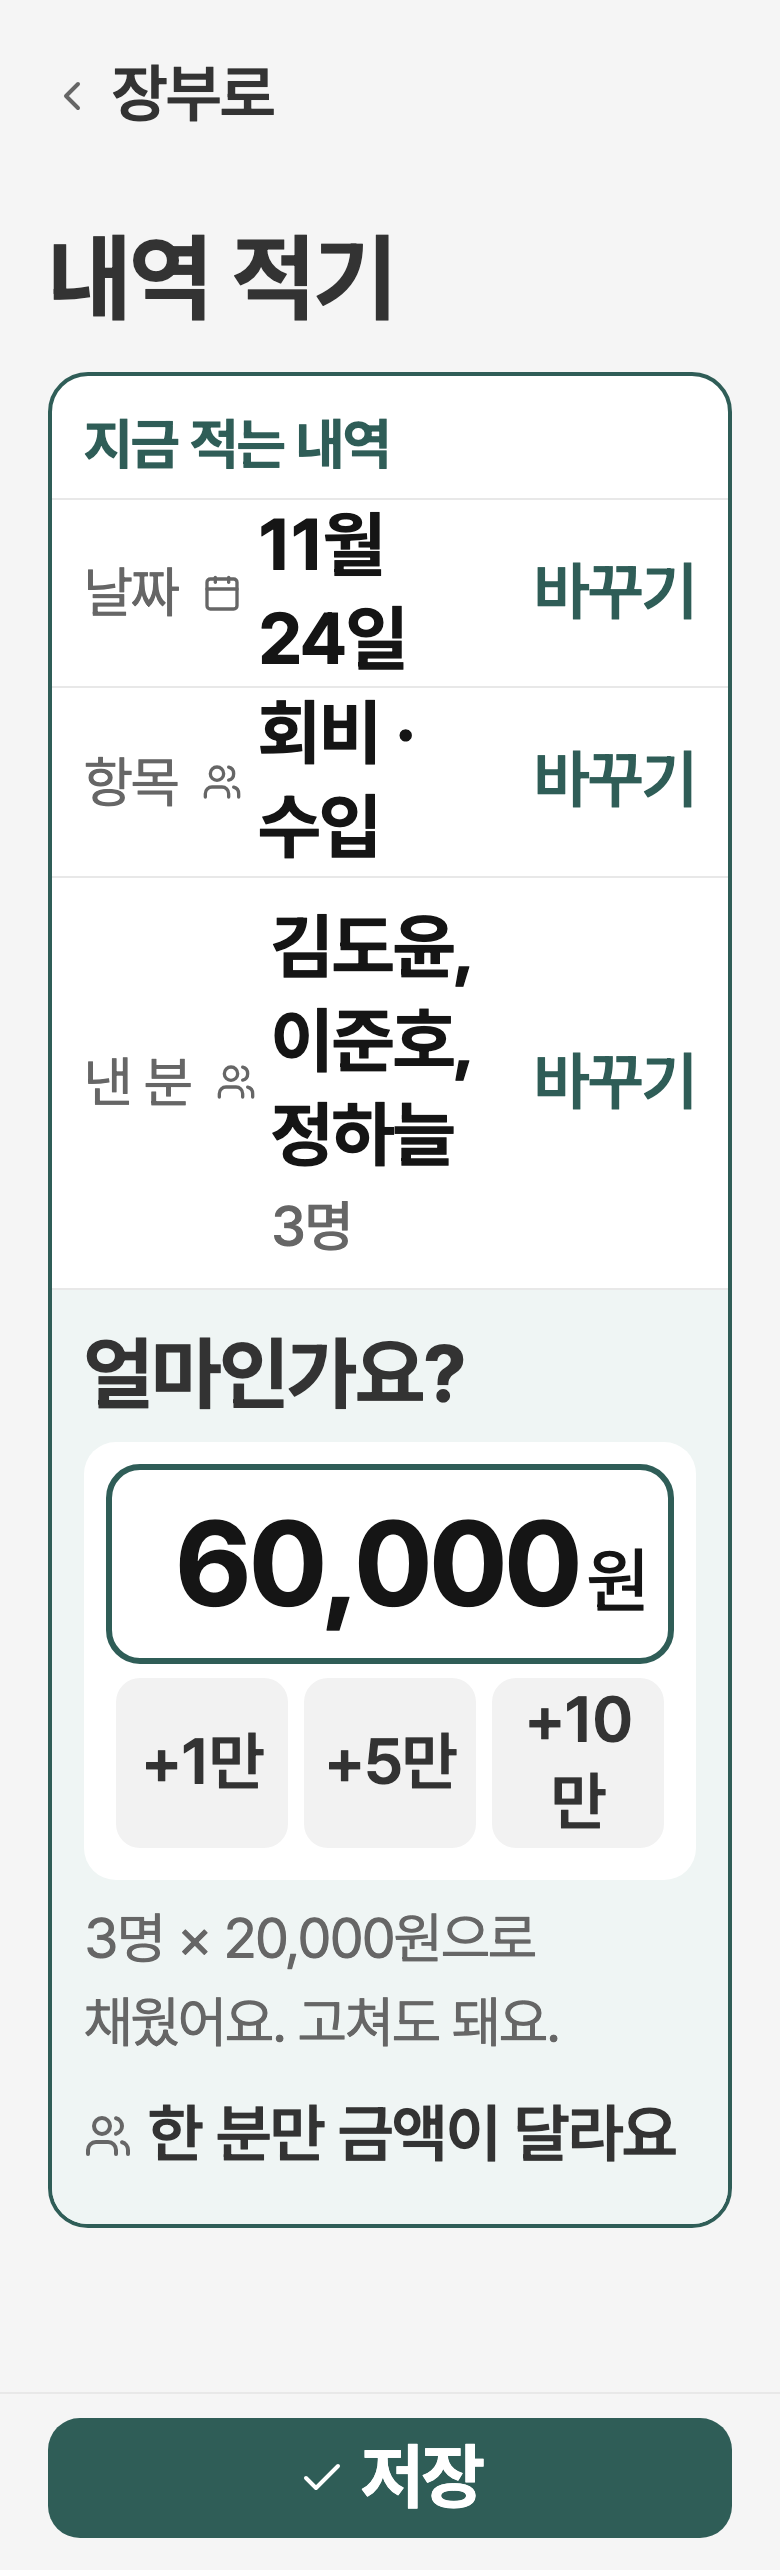 장부로
내역 적기
지금 적는 내역
날짜
11월
24일
바꾸기
항목
회비 ·
수입
바꾸기
낸 분
김도윤,
이준호,
정하늘
3명
바꾸기
얼마인가요?
60,000원
+1만
+5만
+10
만
3명 × 20,000원으로
채웠어요. 고쳐도 돼요.
한 분만 금액이 달라요
저장